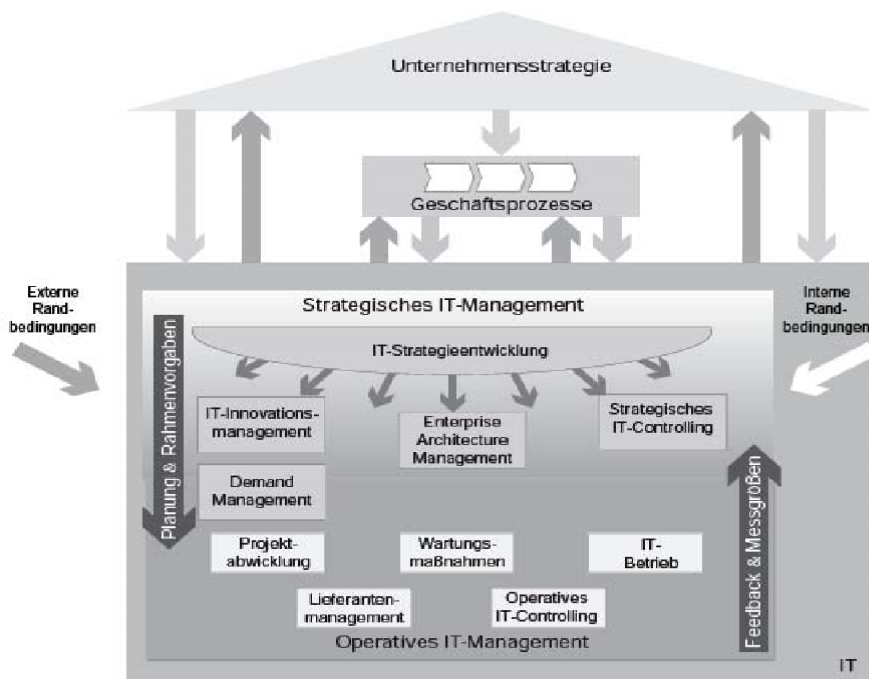 Unternehmensstrategie
Geschäftsprozesse
Externe
Rand-
bedingungen
Interne
Rand-
bedingungen
Strategisches IT-Management
Planung & Rahmenvorgaben
IT-Strategieentwicklung
IT-Innovations-
management
Enterprise
Architecture
Management
Strategisches
IT-Controlling
Demand
Management
Projekt-
abwicklung
Wartungs-
maßnahmen
IT-
Betrieb
Lieferanten-
management
Operatives
IT-Controlling
Feedback & Messgrößen
Operatives IT-Management
IT